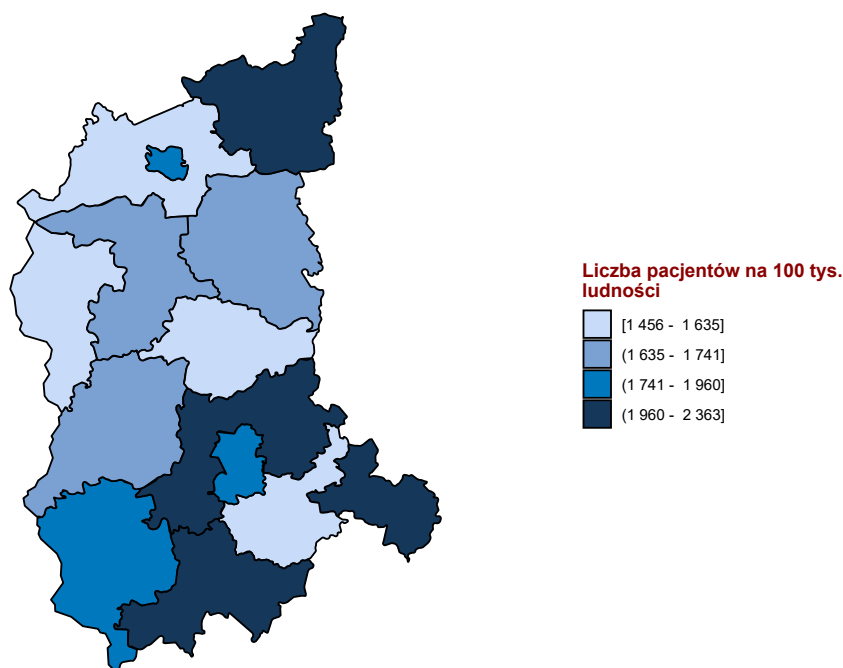 Liczba pacjentów na 100 tys.
ludności
[1 456 - 1 635]
(1 635 - 1 741]
(1 741 - 1 960]
(1 960 - 2 363]